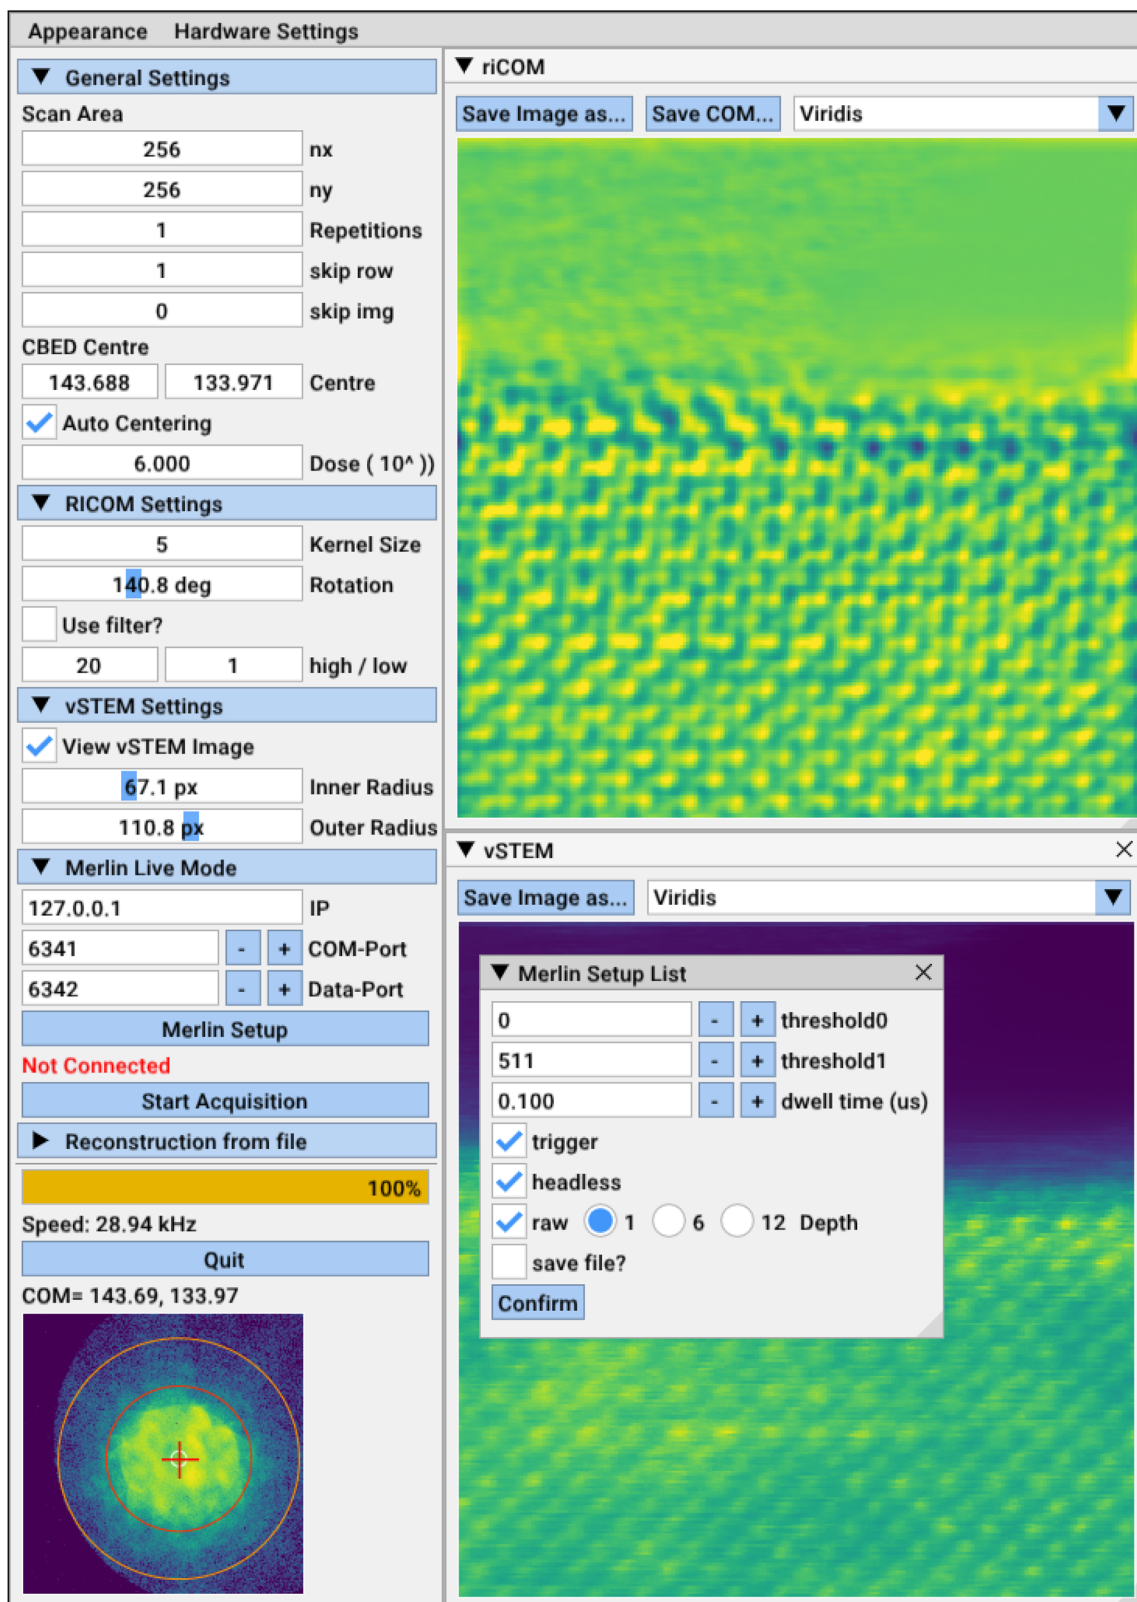 Appearance Hardware Settings
General Settings
Scan Area
256 nx
256 ny
1 Repetitions
1 skip row
0 skip img
CBED Centre
143.688 133.971 Centre
Auto Centering
6.000 Dose ( 10^ ))
RICOM Settings
5 Kernel Size
140.8 deg Rotation
Use filter?
20 1 high / low
vSTEM Settings
View vSTEM Image
67.1 px Inner Radius
110.8 px Outer Radius
Merlin Live Mode
127.0.0.1 IP
6341 - + COM-Port
6342 - + Data-Port
Merlin Setup
Not Connected
Start Acquisition
Reconstruction from file
100%
Speed: 28.94 kHz
Quit
COM= 143.69, 133.97
riCOM
Save Image as... Save COM... Viridis
vSTEM
Save Image as... Viridis
Merlin Setup List
0 - + threshold0
511 - + threshold1
0.100 - + dwell time (us)
trigger
headless
raw 1 6 12 Depth
save file?
Confirm